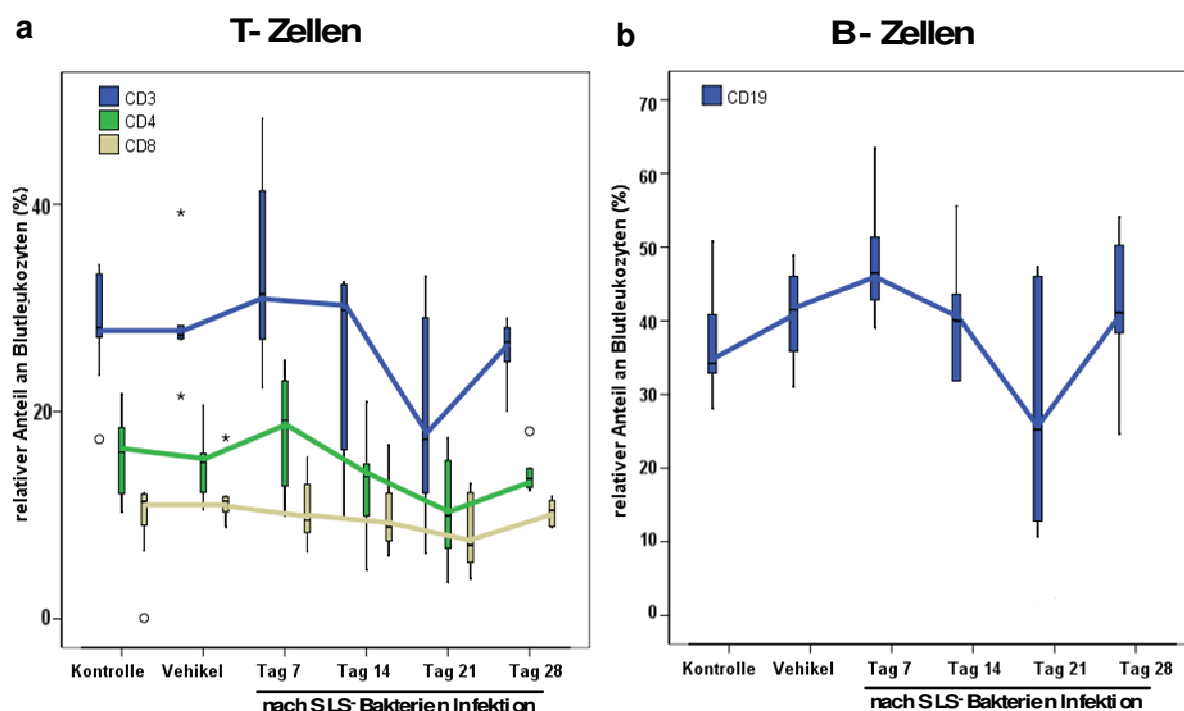 a
T- Zellen
CD3
CD4
CD8
relativer Anteil an Blutleukozyten (%)
40
20
0
Kontrolle Vehikel Tag 7 Tag 14 Tag 21 Tag 28
nach SLS- Bakterien Infektion
b
B- Zellen
CD19
relativer Anteil an Blutleukozyten (%)
70
60
50
40
30
20
10
0
Kontrolle Vehikel Tag 7 Tag 14 Tag 21 Tag 28
nach SLS- Bakterien Infektion